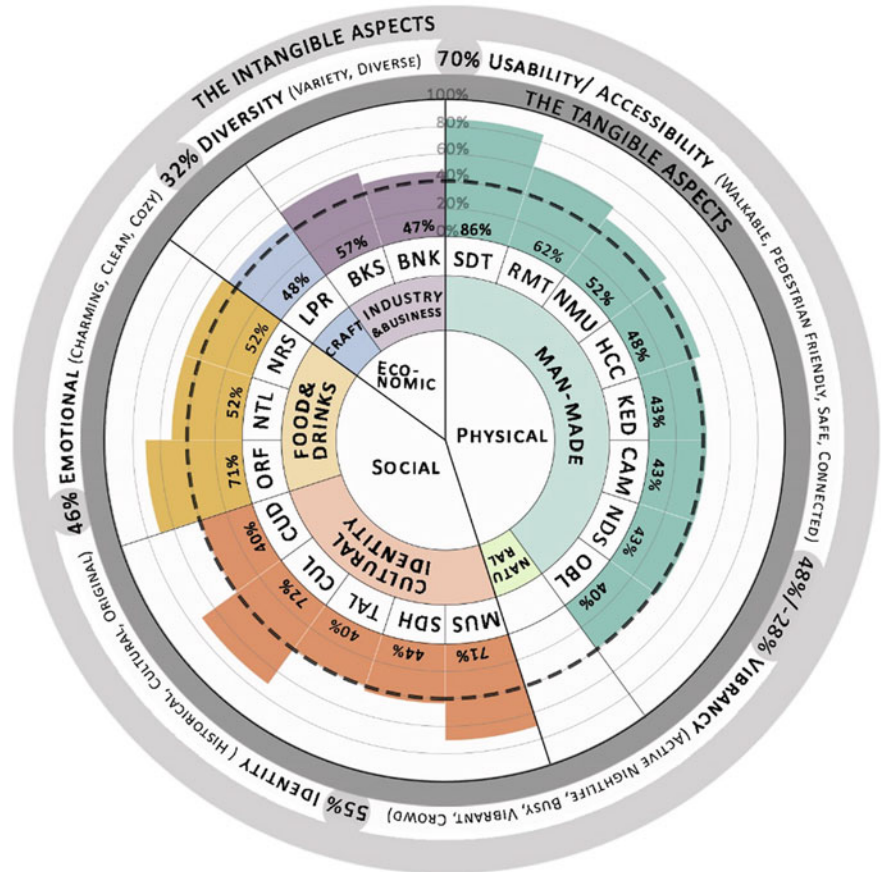 THE INTANGIBLE ASPECTS
70% USABILITY/ ACCESSIBILITY (WALKABLE, PEDESTRIAN FRIENDLY, SAFE, CONNECTED)
48%/-28% VIBRANCY (ACTIVE NIGHTLIFE, BUSY, VIBRANT, CROWD)
55% IDENTITY ( HISTORICAL, CULTURAL, ORIGINAL)
46% EMOTIONAL (CHARMING, CLEAN, COZY)
32% DIVERSITY (VARIETY, DIVERSE)
THE TANGIBLE ASPECTS
100%
80%
60%
40%
20%
0%
86%
62%
52%
48%
43%
43%
43%
40%
71%
44%
40%
72%
40%
71%
52%
52%
48%
57%
47%
SDT
RMT
NMU
HCC
KED
CAM
NDS
OBL
MUS
SDH
TAL
CUL
CUD
ORF
NTL
NRS
LPR
BKS
BNK
MAN-MADE
NATU
RAL
CULTURAL
IDENTITY
FOOD&
DRINKS
CRAFT
INDUSTRY
&BUSINESS
PHYSICAL
SOCIAL
ECO-
NOMIC